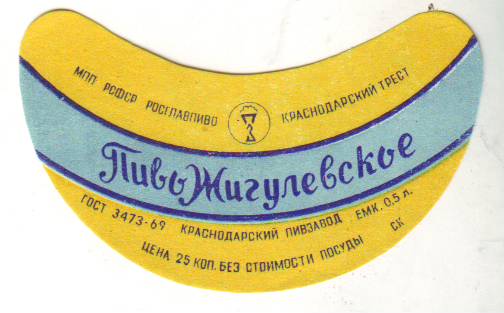 МПП РСФСР РОСГЛАВПИВО КРАСНОДАРСКИЙ ТРЕСТ
Пиво Жигулевское
ГОСТ 3473-69 КРАСНОДАРСКИЙ ПИВЗАВОД ЕМК. 0,5 л.
ЦЕНА 25 КОП. БЕЗ СТОИМОСТИ ПОСУДЫ СК